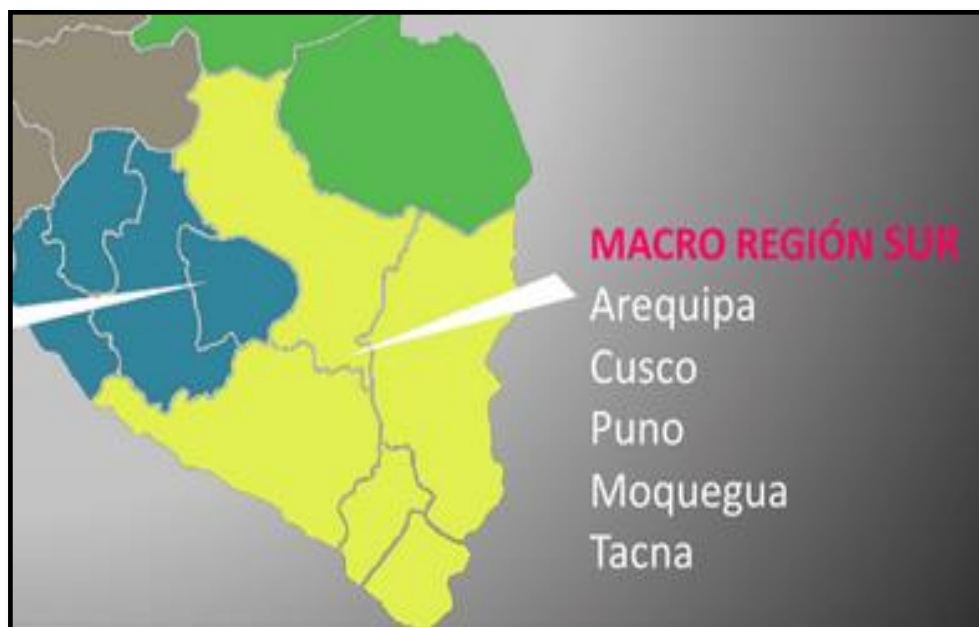 MACRO REGIÓN SUR
Arequipa
Cusco
Puno
Moquegua
Tacna